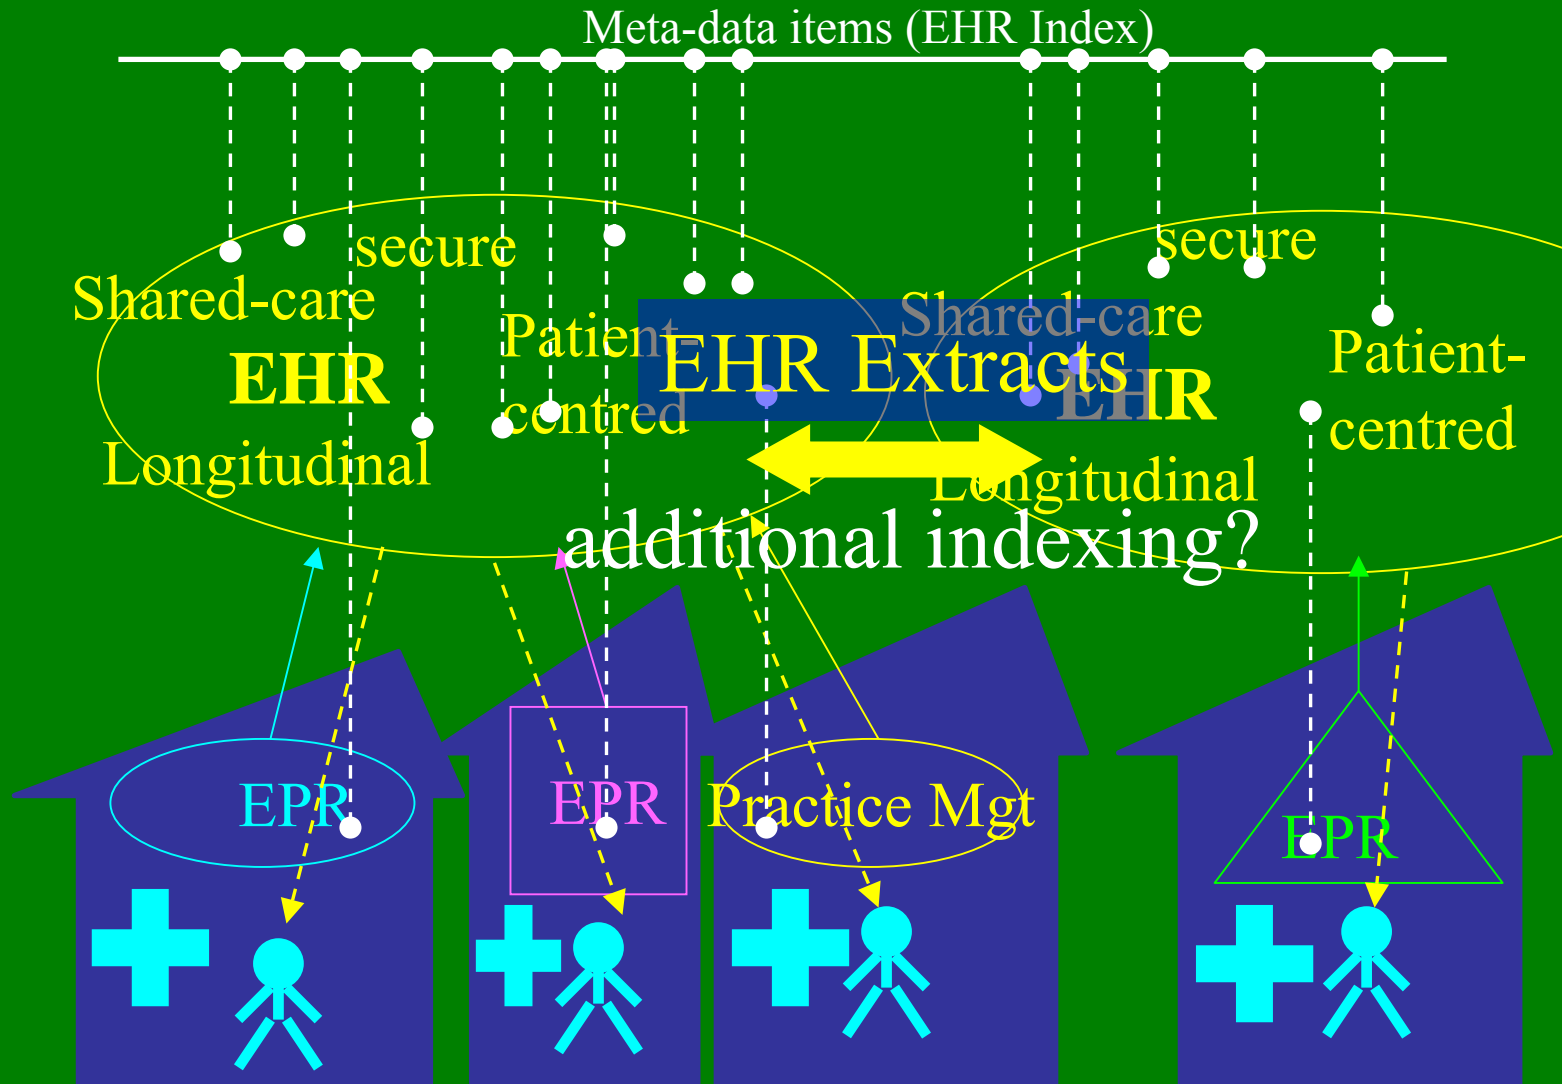 Meta-data items (EHR Index)
secure
Shared-care
EHR
Patient-
centred
Longitudinal
EHR Extracts
secure
Shared-care
EHR
Patient-
centred
Longitudinal
additional indexing?
EPR
EPR
Practice Mgt
EPR